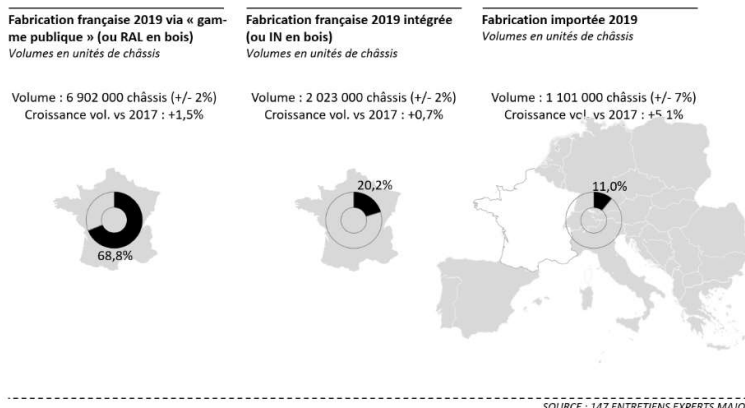 Fabrication française 2019 via « gam-
me publique » (ou RAL en bois)
Volumes en unités de châssis
Volume : 6 902 000 châssis (+/- 2%)
Croissance vol. vs 2017 : +1,5%
68,8%
Fabrication française 2019 intégrée
(ou IN en bois)
Volumes en unités de châssis
Volume : 2 023 000 châssis (+/- 2%)
Croissance vol. vs 2017 : +0,7%
20,2%
Fabrication importée 2019
Volumes en unités de châssis
Volume : 1 101 000 châssis (+/- 7%)
Croissance vol. vs 2017 : +5,1%
11,0%
SOURCE : 147 ENTRETIENS EXPERTS